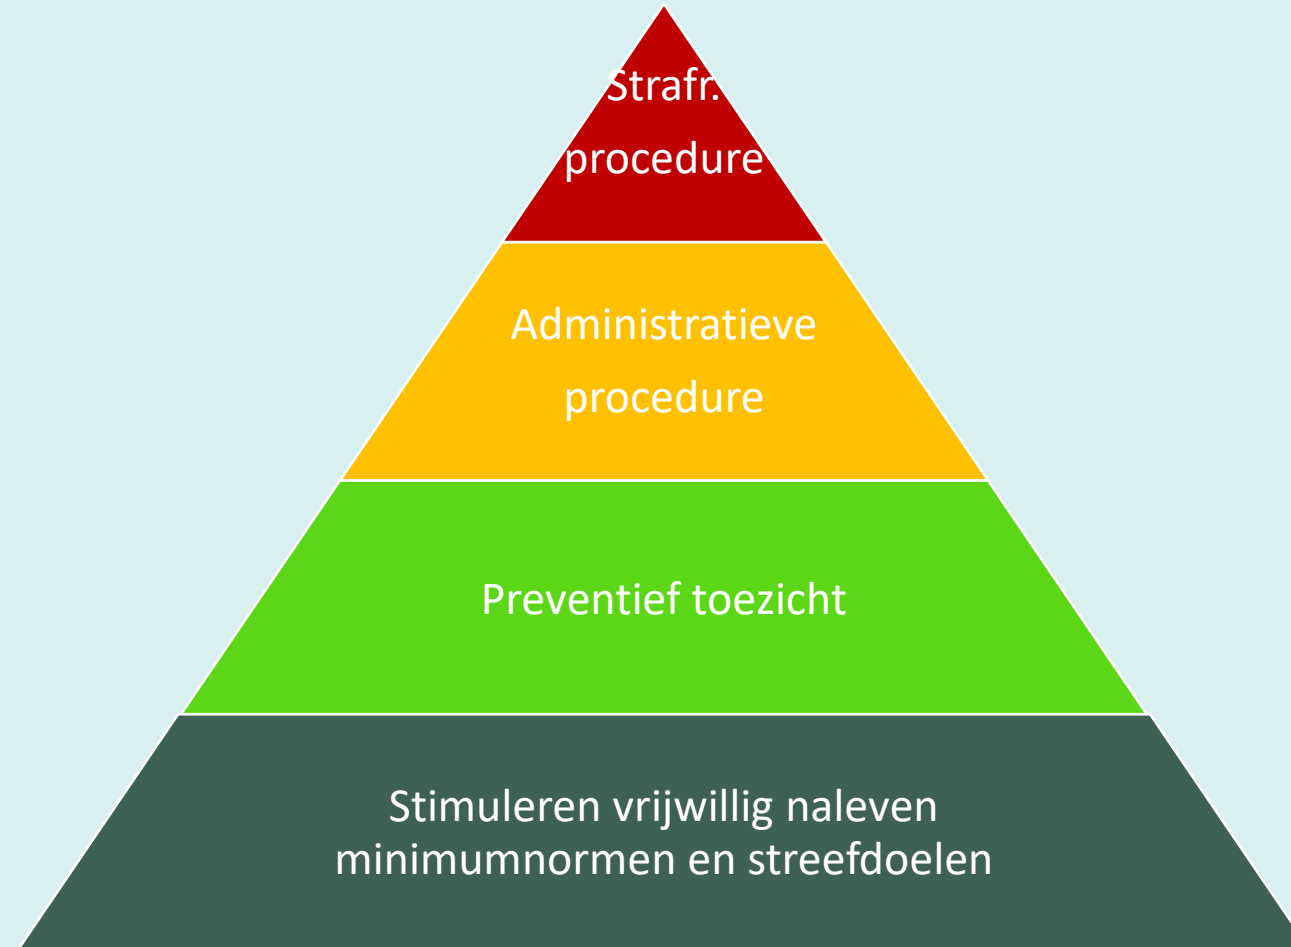 Strafr.
procedure
Administratieve
procedure
Preventief toezicht
Stimuleren vrijwillig naleven
minimumnormen en streefdoelen